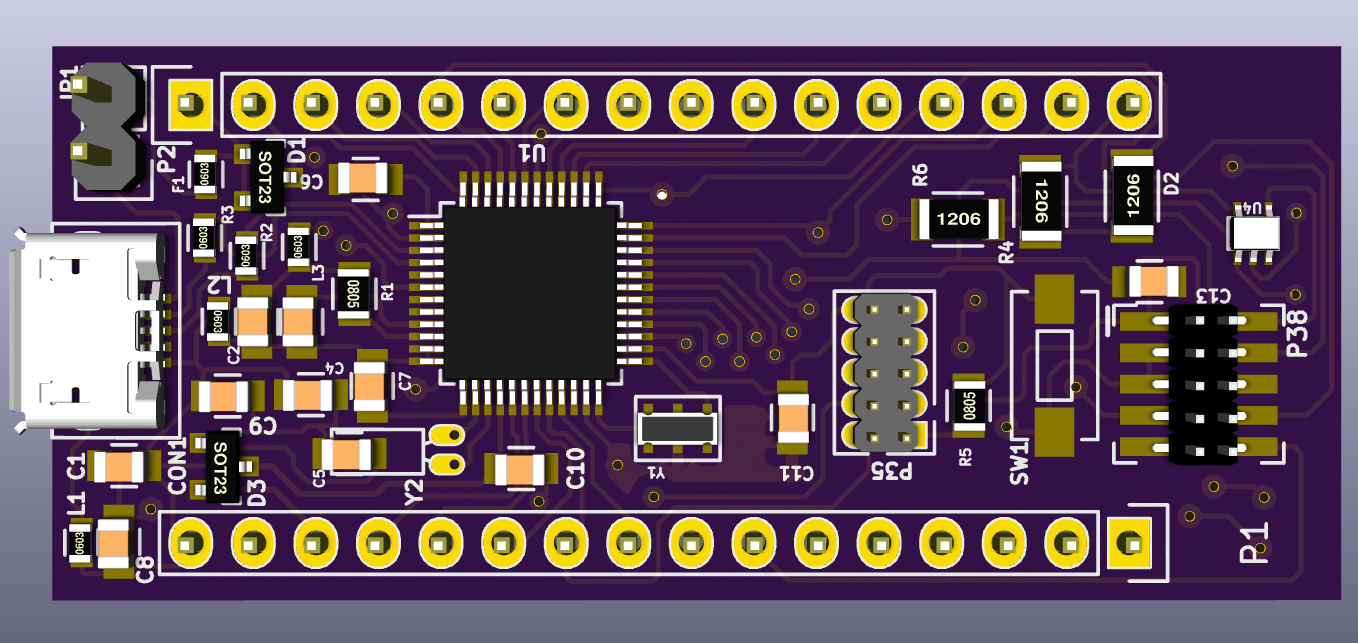 JP1
P2
F1
0603
SOT23
D1
C6
U1
R6
1206
R4
1206
1206
D2
U4
R3
0603
R2
0603
0603
L3
L2
0603
C2
0805
R1
C4
C7
C13
P38
C9
C1
CON1
SOT23
D3
C5
Y2
C10
Y1
C11
P35
0805
R5
SW1
L1
0603
C8
P1